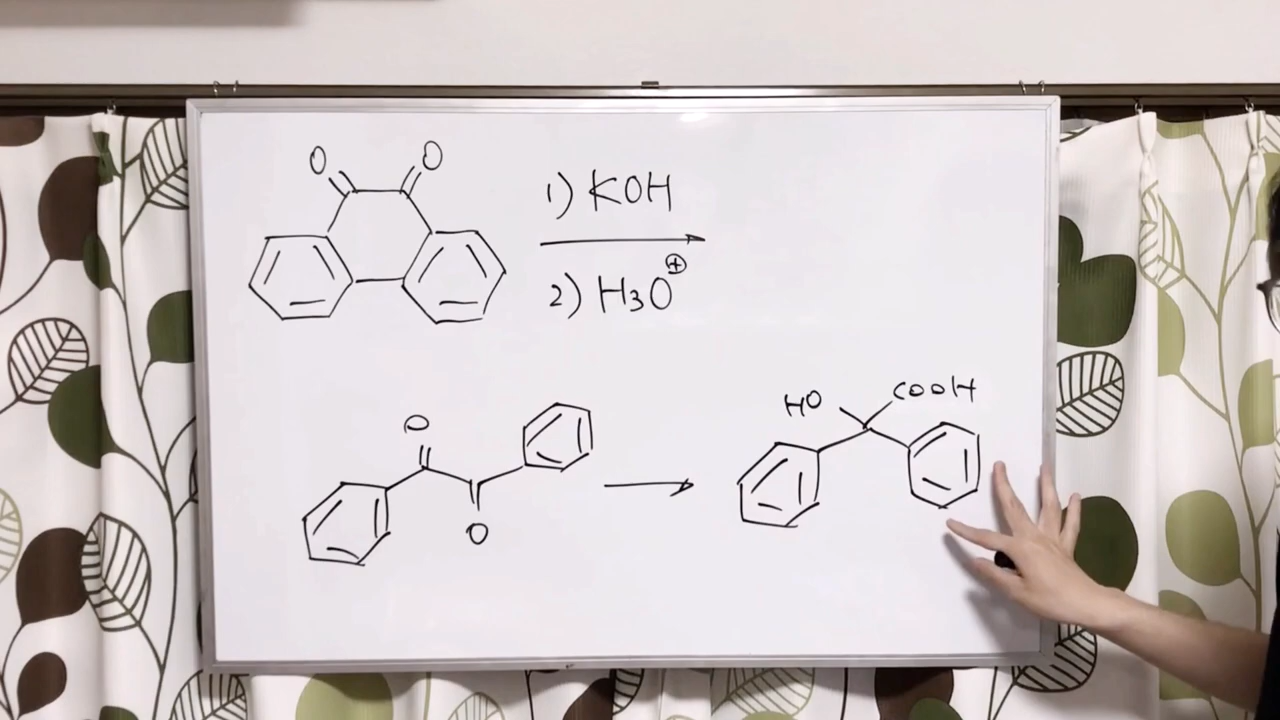 O O
1) KOH
2) H3O⊕
O
O
HO COOH